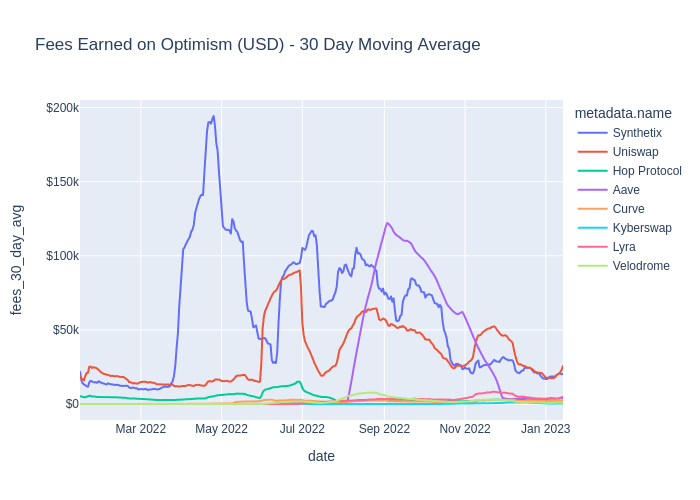 Fees Earned on Optimism (USD) - 30 Day Moving Average
metadata.name
Synthetix
Uniswap
Hop Protocol
Aave
Curve
Kyberswap
Lyra
Velodrome
fees_30_day_avg
$200k
$150k
$100k
$50k
$0
Mar 2022
May 2022
Jul 2022
Sep 2022
Nov 2022
Jan 2023
date